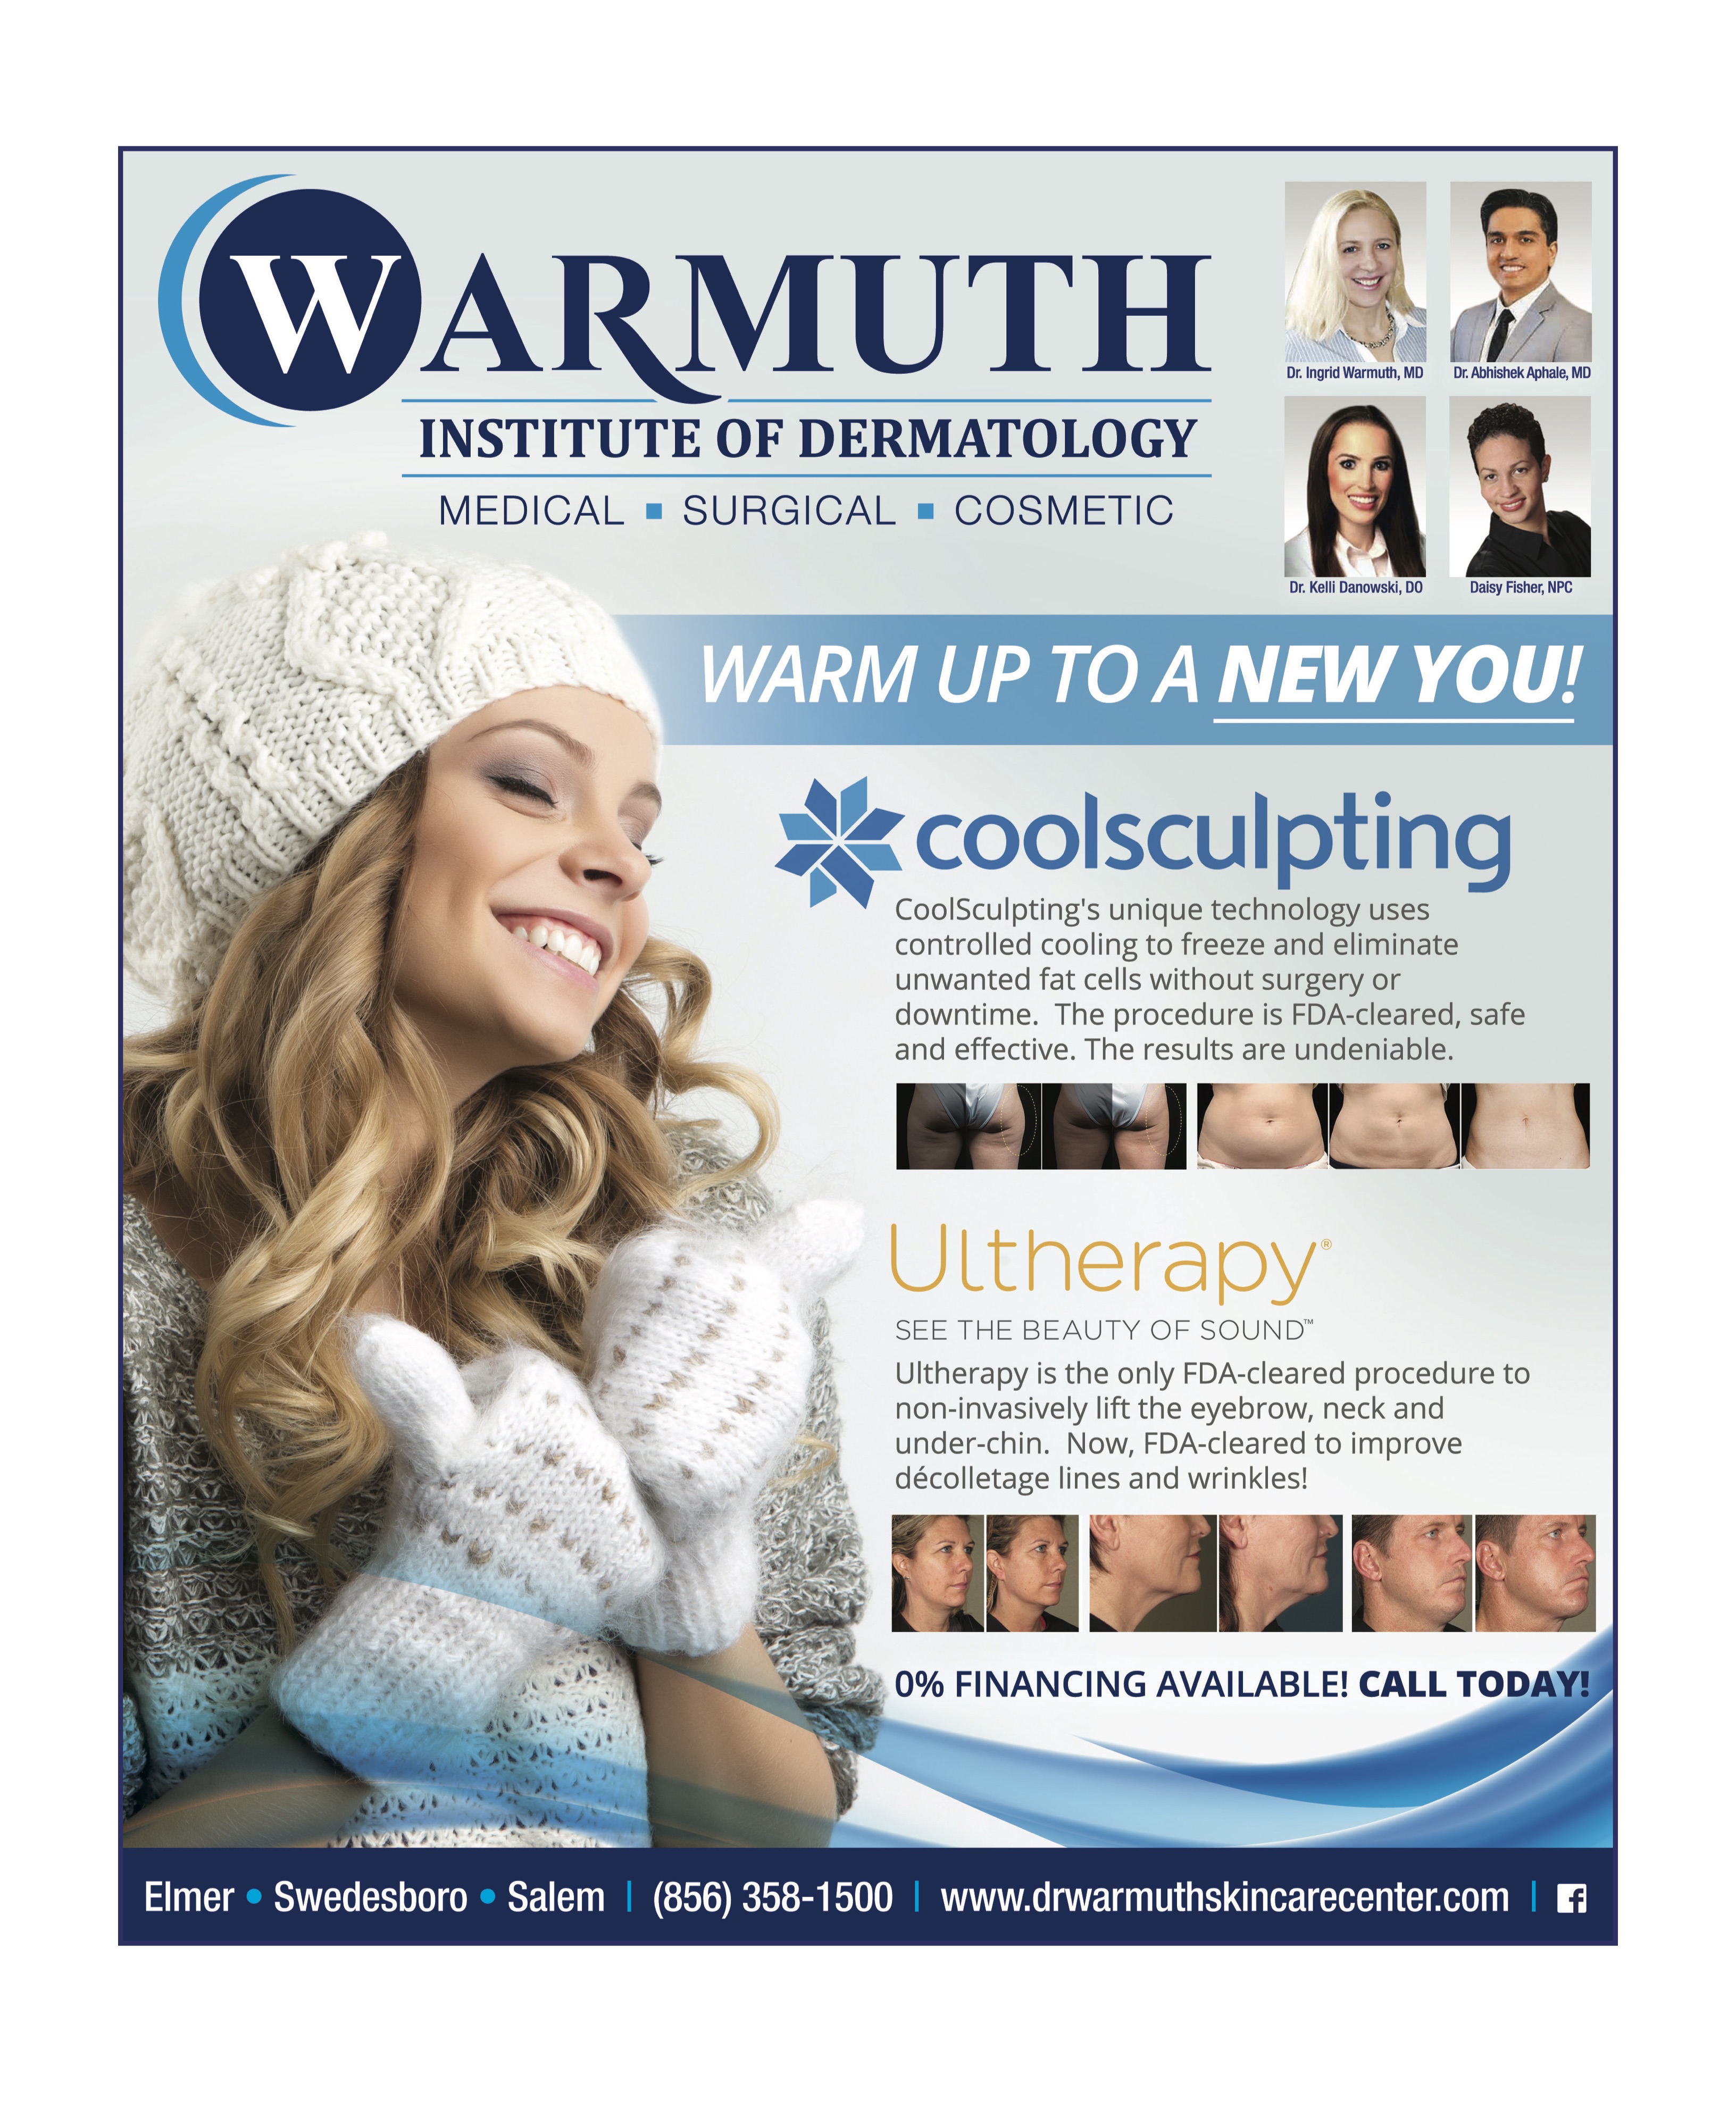 WARMUTH
INSTITUTE OF DERMATOLOGY
MEDICAL ▪ SURGICAL ▪ COSMETIC
Dr. Ingrid Warmuth, MD
Dr. Abhishek Aphale, MD
Dr. Kelli Danowski, DO
Daisy Fisher, NPC
WARM UP TO A NEW YOU!
coolsculpting
CoolSculpting's unique technology uses
controlled cooling to freeze and eliminate
unwanted fat cells without surgery or
downtime.  The procedure is FDA-cleared, safe
and effective. The results are undeniable.
Ultherapy®
SEE THE BEAUTY OF SOUND™
Ultherapy is the only FDA-cleared procedure to
non-invasively lift the eyebrow, neck and
under-chin.  Now, FDA-cleared to improve
décolletage lines and wrinkles!
0% FINANCING AVAILABLE! CALL TODAY!
Elmer • Swedesboro • Salem | (856) 358-1500 | www.drwarmuthskincarecenter.com | f